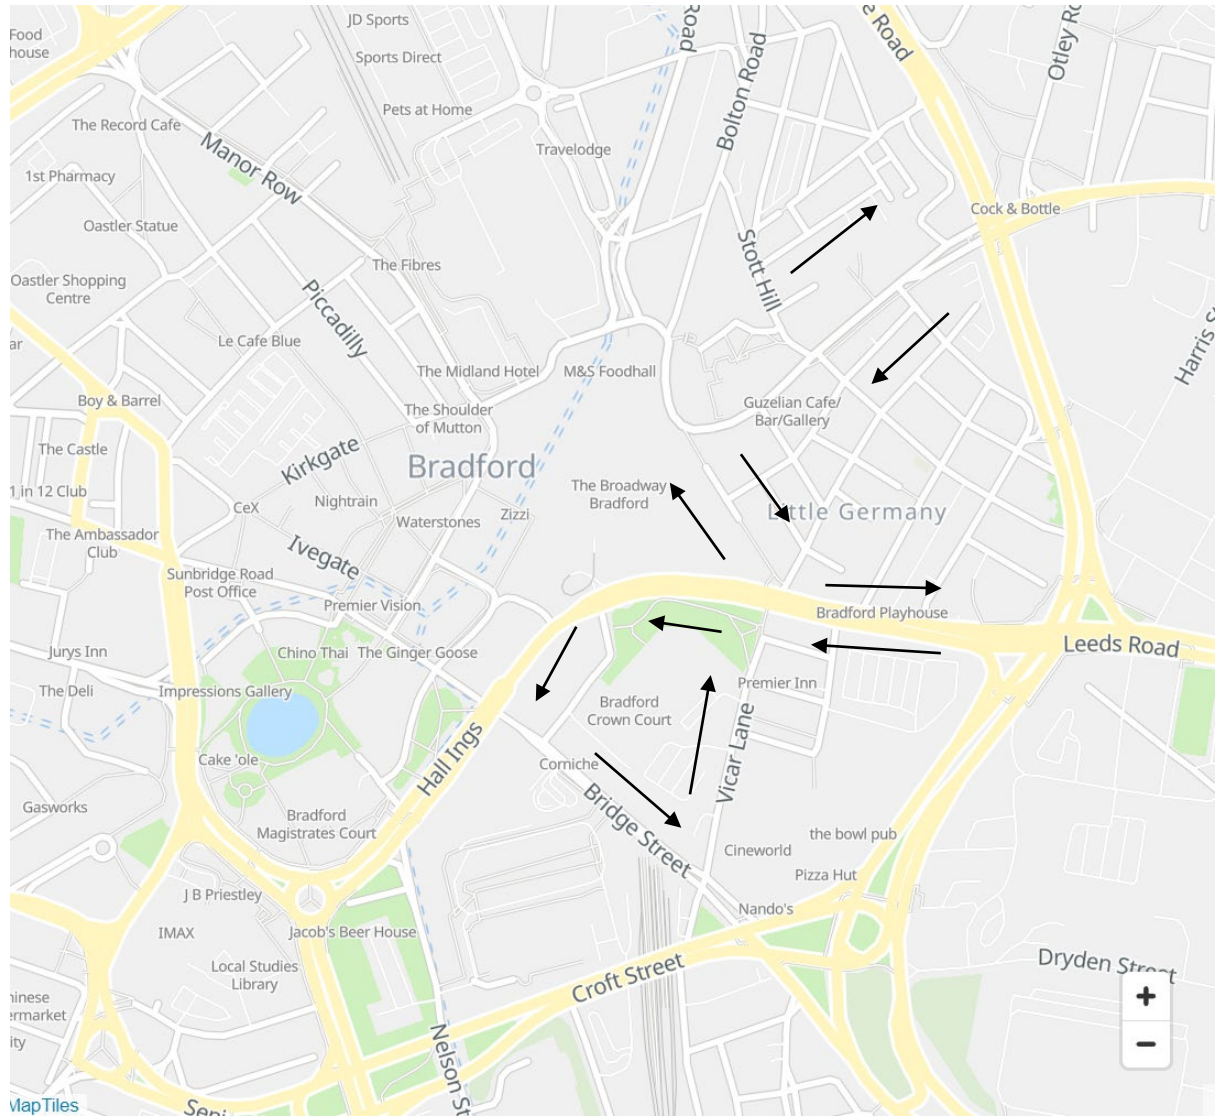 JD Sports
Food
house
Sports Direct
e Road
Road
Bolton Road
Otley Ro
Pets at Home
The Record Cafe
Manor Row
Travelodge
1st Pharmacy
Cock & Bottle
Oastler Statue
Stott Hill
The Fibres
Oastler Shopping
Centre
Piccadilly
Harris S
Le Cafe Blue
ar
The Midland Hotel
M&S Foodhall
Boy & Barrel
The Shoulder
of Mutton
Guzelian Cafe/
Bar/Gallery
The Castle
Kirkgate
Bradford
1 in 12 Club
The Broadway
Bradford
CeX
Nightrain
Zizzi
Waterstones
Little Germany
The Ambassador
Club
Ivegate
Sunbridge Road
Post Office
Premier Vision
Bradford Playhouse
Leeds Road
Jurys Inn
Chino Thai
The Ginger Goose
The Deli
Impressions Gallery
Premier Inn
Bradford
Crown Court
Cake 'ole
Hall Ings
Corniche
Vicar Lane
Gasworks
Bradford
Magistrates Court
Bridge Street
the bowl pub
Cineworld
Pizza Hut
J B Priestley
Nando's
IMAX
Jacob's Beer House
Local Studies
Library
Croft Street
Dryden Street
hinese
ermarket
ity
+
−
Nelson St
MapTiles